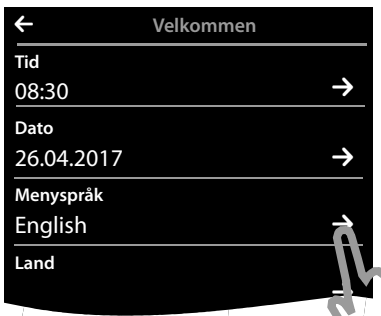 Velkommen
Tid
08:30
Dato
26.04.2017
Menyspråk
English
Land